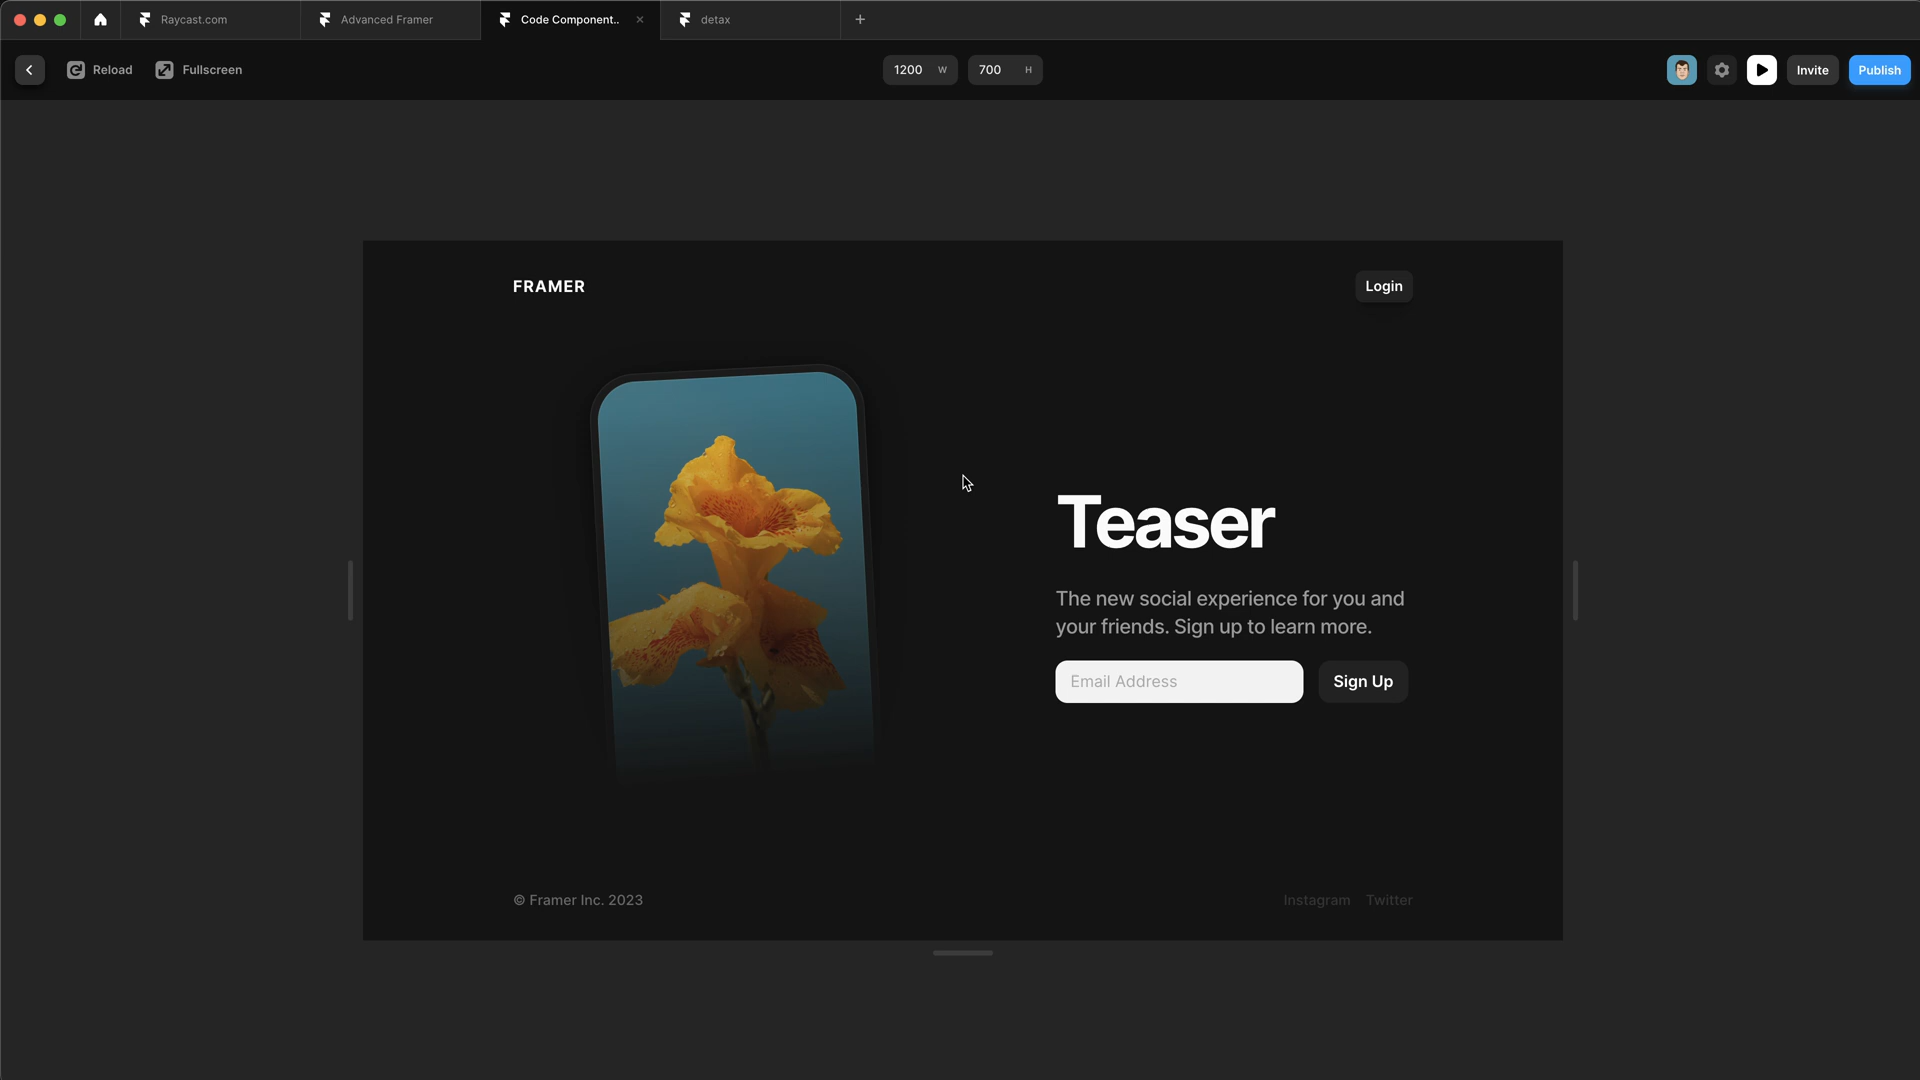 Raycast.com
Advanced Framer
Code Component..
detax
Reload
Fullscreen
1200 W
700 H
Invite
Publish
FRAMER
Login
Teaser
The new social experience for you and
your friends. Sign up to learn more.
Email Address
Sign Up
© Framer Inc. 2023
Instagram
Twitter